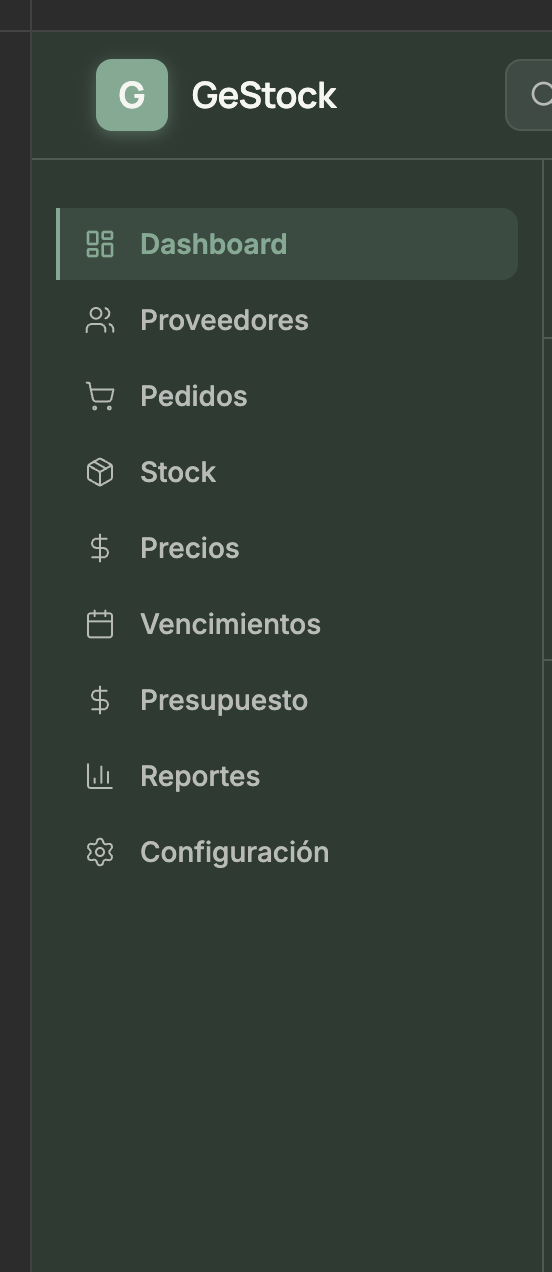 G
GeStock
Dashboard
Proveedores
Pedidos
Stock
Precios
Vencimientos
Presupuesto
Reportes
Configuración